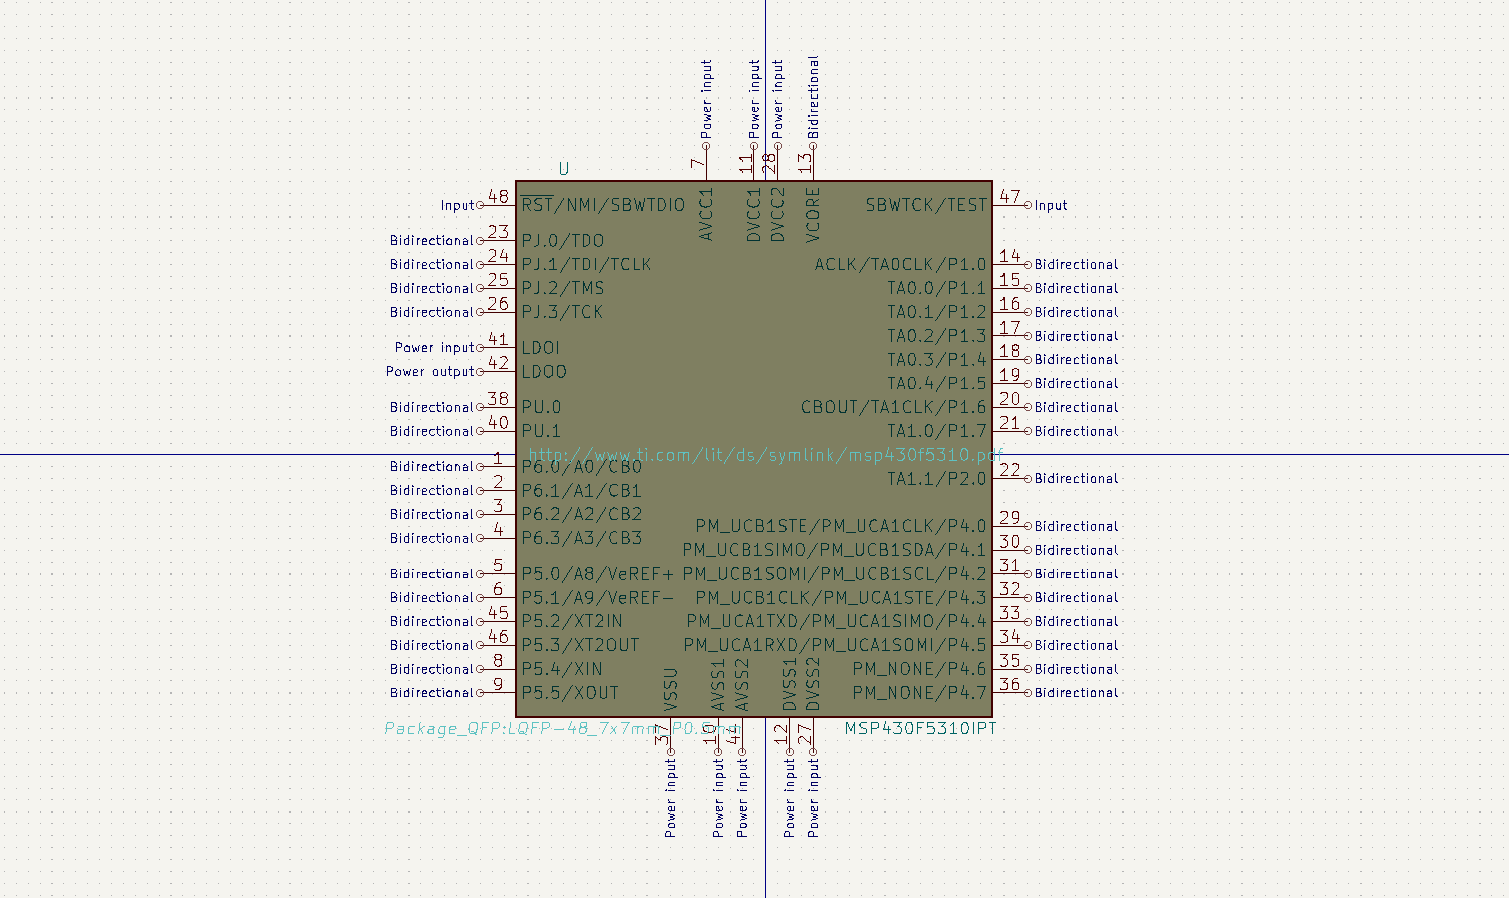 Power input
Power input
Power input
Bidirectional
7
11
28
13
U
AVCC1
DVCC1
DVCC2
VCORE
Input 48 RST/NMI/SBWTDIO
SBWTCK/TEST 47 Input
Bidirectional 23 PJ.0/TDO
Bidirectional 24 PJ.1/TDI/TCLK
ACLK/TA0CLK/P1.0 14 Bidirectional
Bidirectional 25 PJ.2/TMS
TA0.0/P1.1 15 Bidirectional
Bidirectional 26 PJ.3/TCK
TA0.1/P1.2 16 Bidirectional
TA0.2/P1.3 17 Bidirectional
Power input 41 LDOI
TA0.3/P1.4 18 Bidirectional
Power output 42 LDOO
TA0.4/P1.5 19 Bidirectional
Bidirectional 38 PU.0
CBOUT/TA1CLK/P1.6 20 Bidirectional
Bidirectional 40 PU.1
TA1.0/P1.7 21 Bidirectional
http://www.ti.com/lit/ds/symlink/msp430f5310.pdf
Bidirectional 1 P6.0/A0/CB0
TA1.1/P2.0 22 Bidirectional
Bidirectional 2 P6.1/A1/CB1
Bidirectional 3 P6.2/A2/CB2
PM_UCB1STE/PM_UCA1CLK/P4.0 29 Bidirectional
Bidirectional 4 P6.3/A3/CB3
PM_UCB1SIMO/PM_UCB1SDA/P4.1 30 Bidirectional
Bidirectional 5 P5.0/A8/VeREF+
PM_UCB1SOMI/PM_UCB1SCL/P4.2 31 Bidirectional
Bidirectional 6 P5.1/A9/VeREF-
PM_UCB1CLK/PM_UCA1STE/P4.3 32 Bidirectional
Bidirectional 45 P5.2/XT2IN
PM_UCA1TXD/PM_UCA1SIMO/P4.4 33 Bidirectional
Bidirectional 46 P5.3/XT2OUT
PM_UCA1RXD/PM_UCA1SOMI/P4.5 34 Bidirectional
Bidirectional 8 P5.4/XIN
PM_NONE/P4.6 35 Bidirectional
Bidirectional 9 P5.5/XOUT
PM_NONE/P4.7 36 Bidirectional
VSSU
AVSS1
AVSS2
DVSS1
DVSS2
Package_QFP:LQFP-48_7x7mm_P0.5mm
MSP430F5310IPT
37
10
44
12
27
Power input
Power input
Power input
Power input
Power input